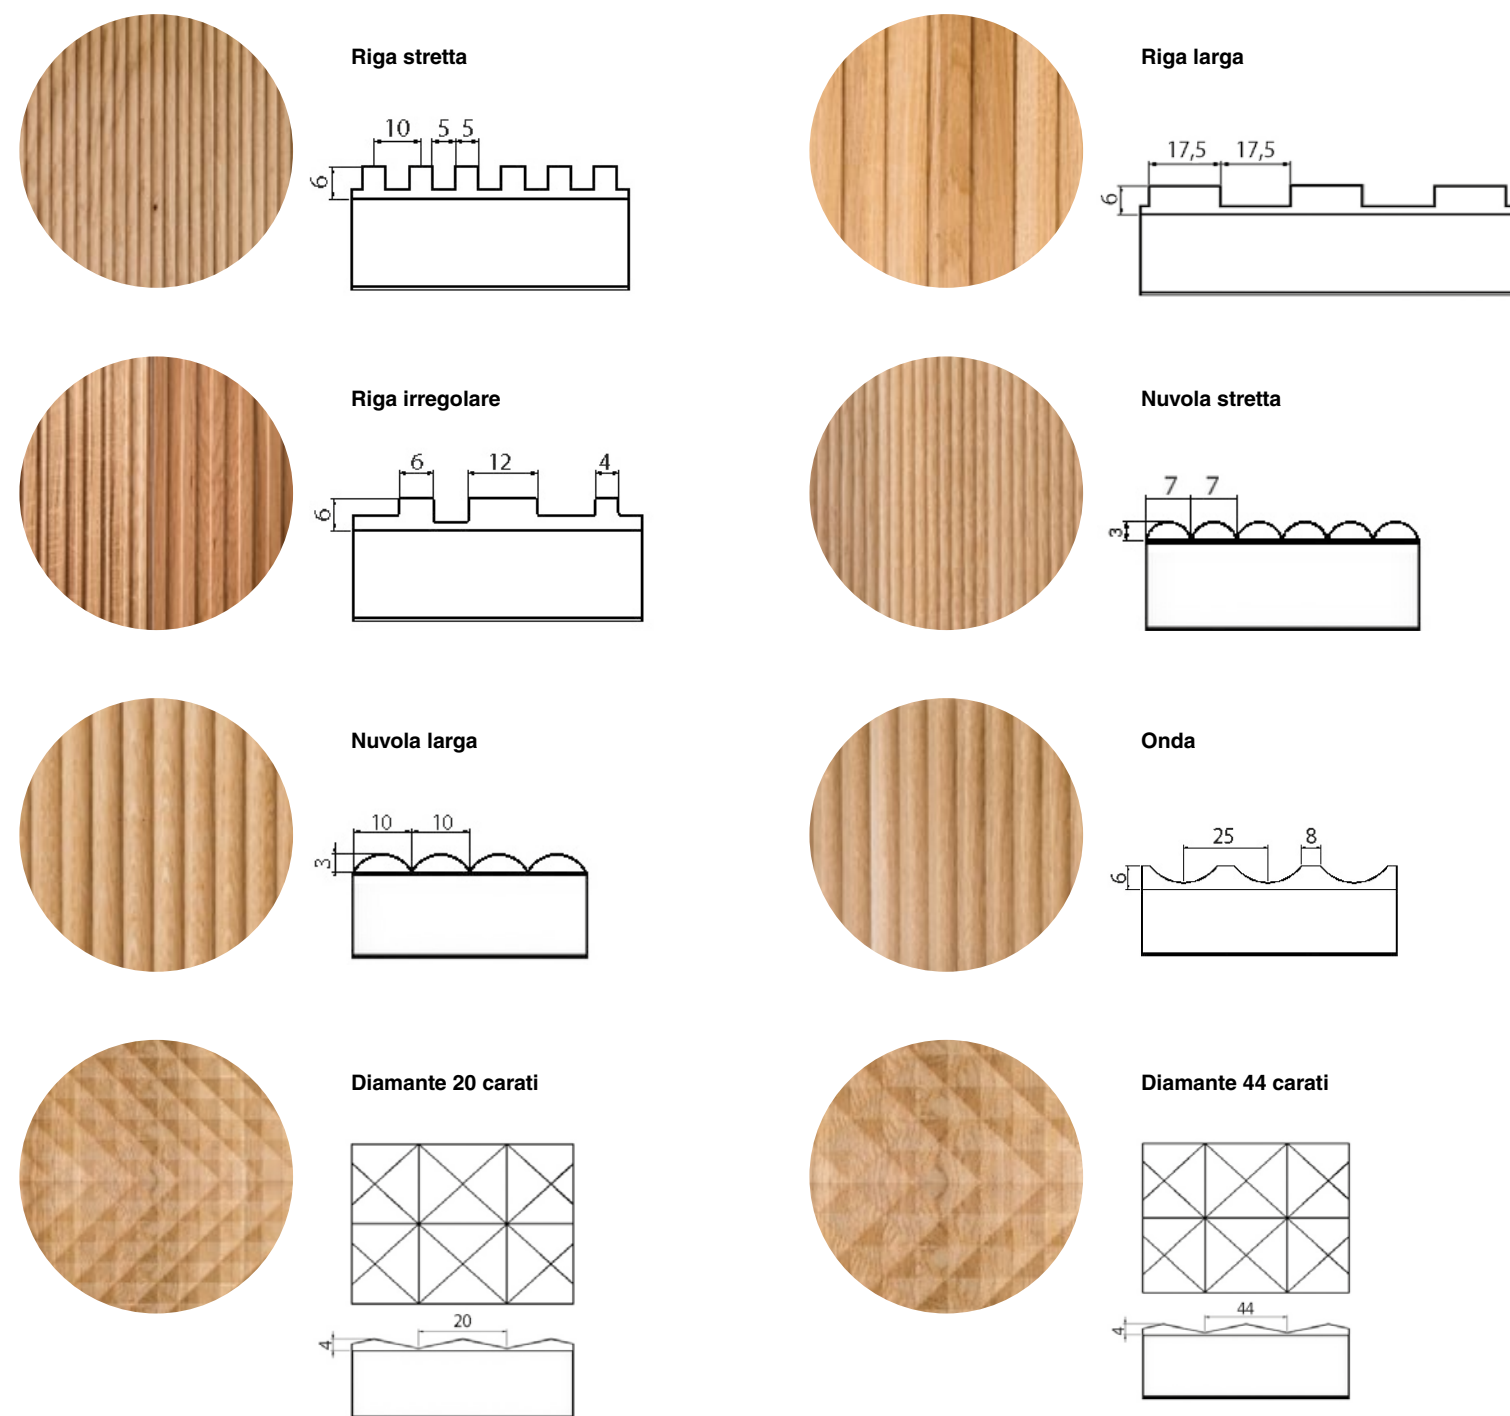 Riga stretta
10 5 5
6
Riga larga
17,5 17,5
6
Riga irregolare
6 12 4
6
Nuvola stretta
7 7
3
Nuvola larga
10 10
3
Onda
25 8
6
Diamante 20 carati
20
4
Diamante 44 carati
44
4